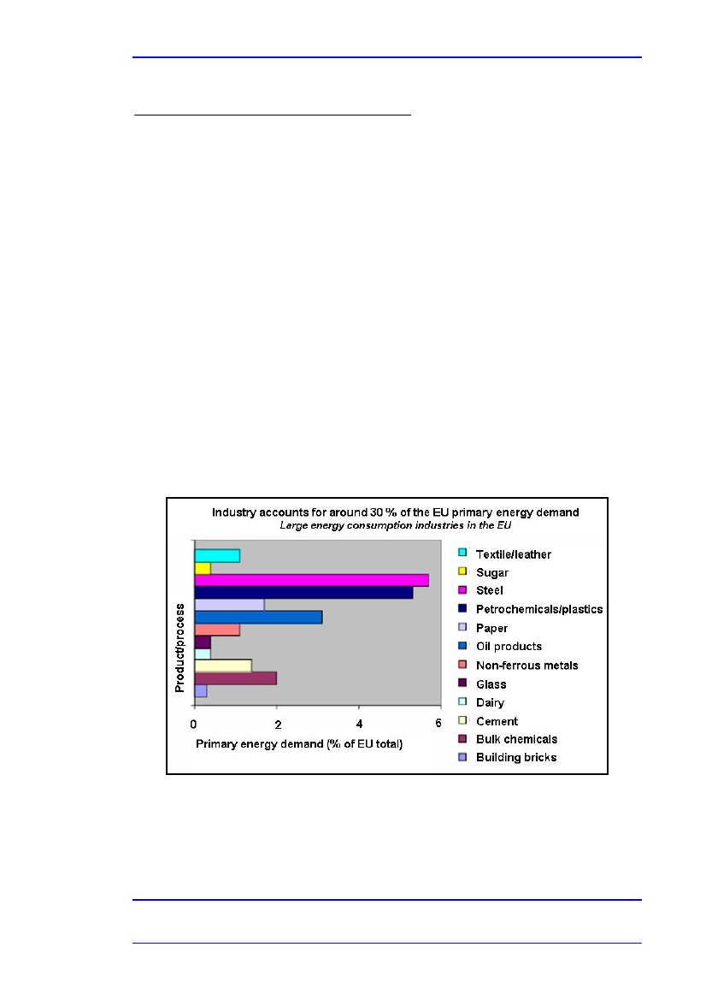 Industry accounts for around 30 % of the EU primary energy demand
Large energy consumption industries in the EU
Product/process
0 2 4 6
Primary energy demand (% of EU total)
Textile/leather
Sugar
Steel
Petrochemicals/plastics
Paper
Oil products
Non-ferrous metals
Glass
Dairy
Cement
Bulk chemicals
Building bricks